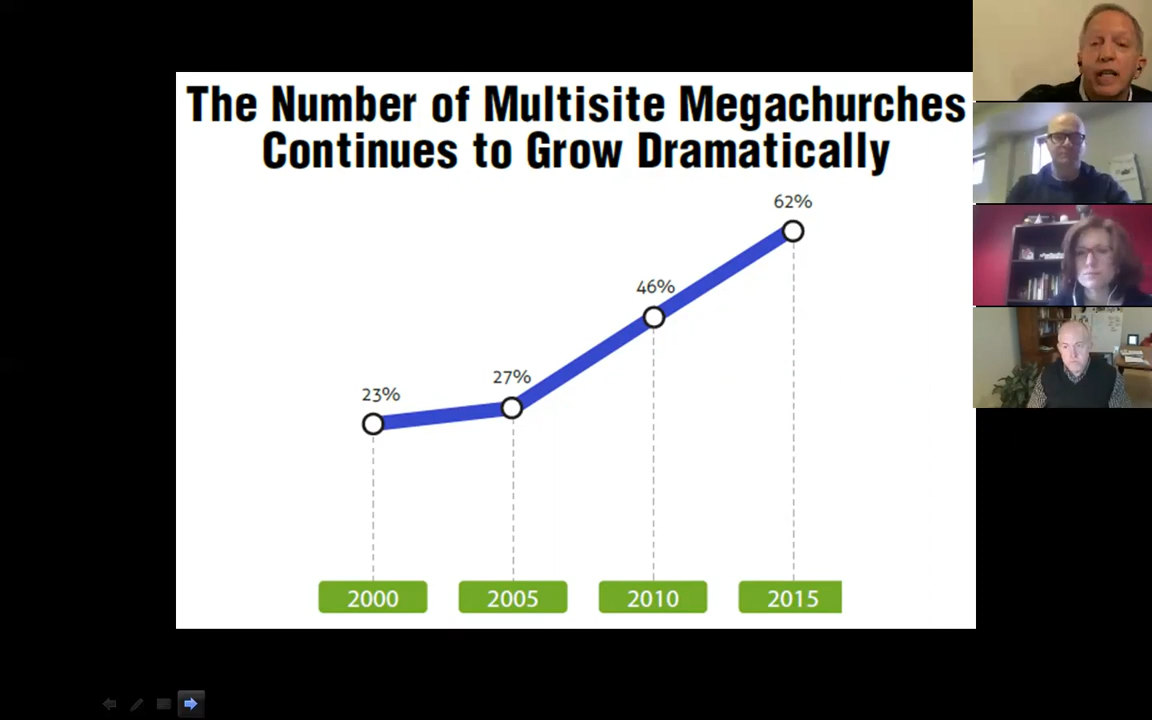 The Number of Multisite Megachurches
Continues to Grow Dramatically
62%
46%
27%
23%
2000 2005 2010 2015